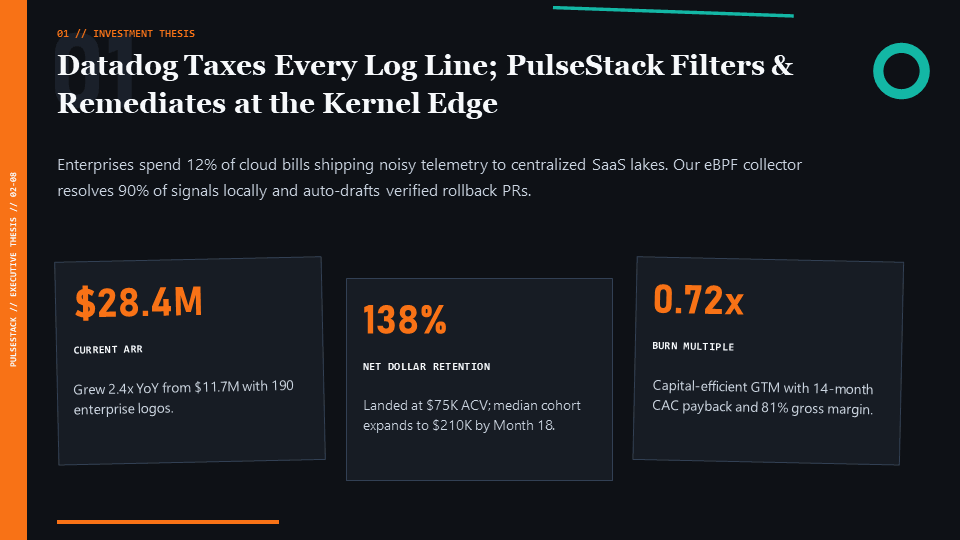 01 // INVESTMENT THESIS
01
Datadog Taxes Every Log Line; PulseStack Filters &
Remediates at the Kernel Edge
Enterprises spend 12% of cloud bills shipping noisy telemetry to centralized SaaS lakes. Our eBPF collector
resolves 90% of signals locally and auto-drafts verified rollback PRs.
$28.4M
CURRENT ARR
Grew 2.4x YoY from $11.7M with 190
enterprise logos.
138%
NET DOLLAR RETENTION
Landed at $75K ACV; median cohort
expands to $210K by Month 18.
0.72x
BURN MULTIPLE
Capital-efficient GTM with 14-month
CAC payback and 81% gross margin.
PULSESTACK // EXECUTIVE THESIS // 02-08